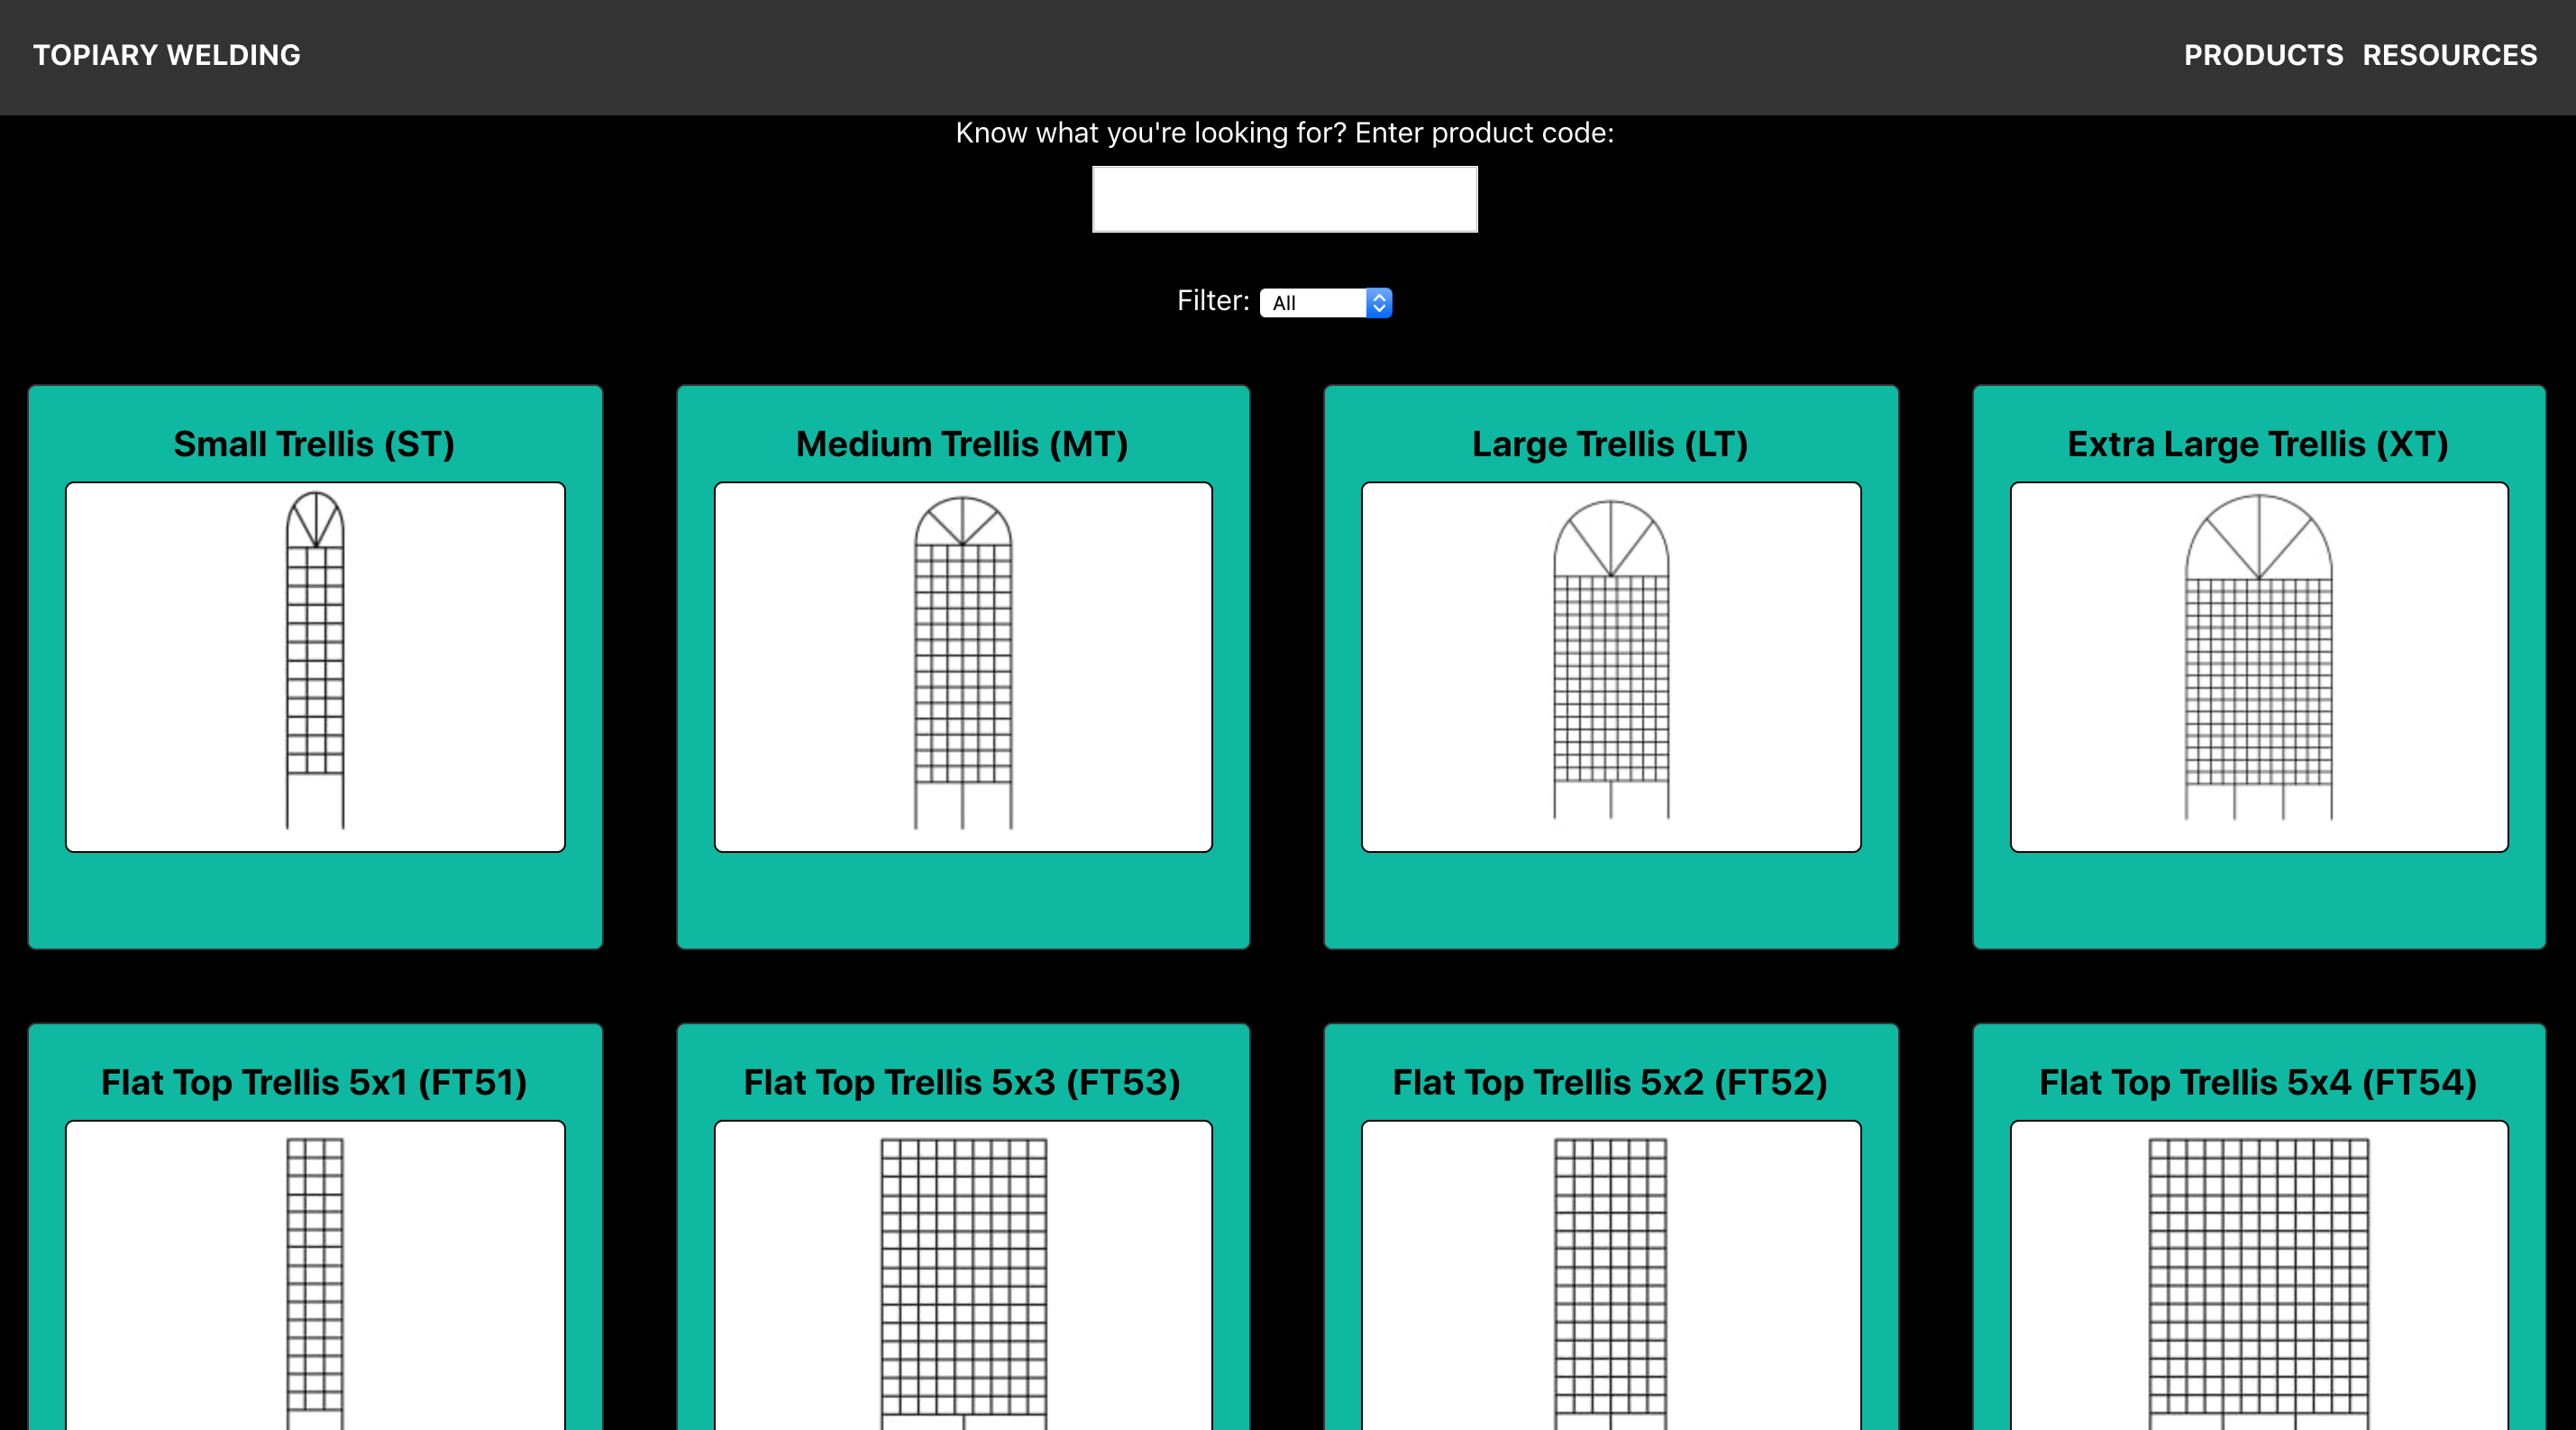 TOPIARY WELDING
PRODUCTS RESOURCES
Know what you're looking for? Enter product code:
Filter: All
Small Trellis (ST)
Medium Trellis (MT)
Large Trellis (LT)
Extra Large Trellis (XT)
Flat Top Trellis 5x1 (FT51)
Flat Top Trellis 5x3 (FT53)
Flat Top Trellis 5x2 (FT52)
Flat Top Trellis 5x4 (FT54)